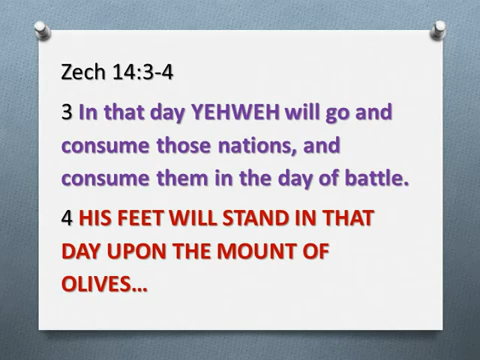 Zech 14:3-4
3 In that day YEHWEH will go and
consume those nations, and
consume them in the day of battle.
4 HIS FEET WILL STAND IN THAT
DAY UPON THE MOUNT OF
OLIVES…